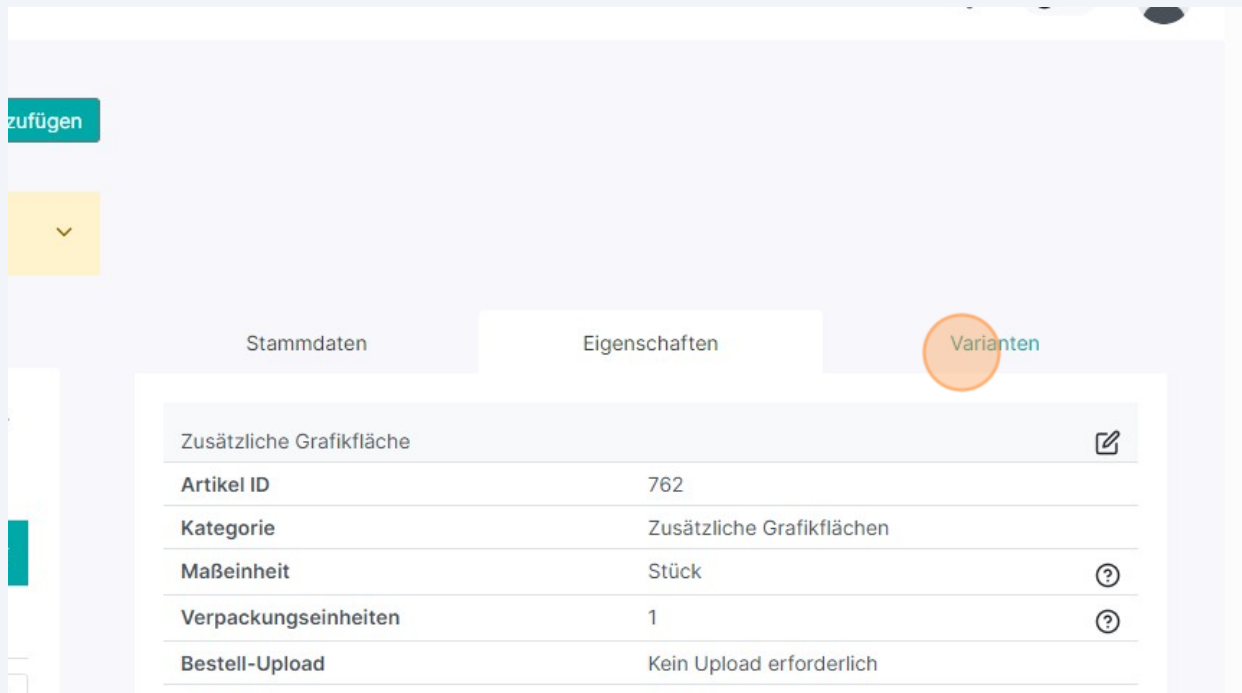 zufügen
Stammdaten Eigenschaften Varianten
Zusätzliche Grafikfläche
Artikel ID 762
Kategorie Zusätzliche Grafikflächen
Maßeinheit Stück
Verpackungseinheiten 1
Bestell-Upload Kein Upload erforderlich